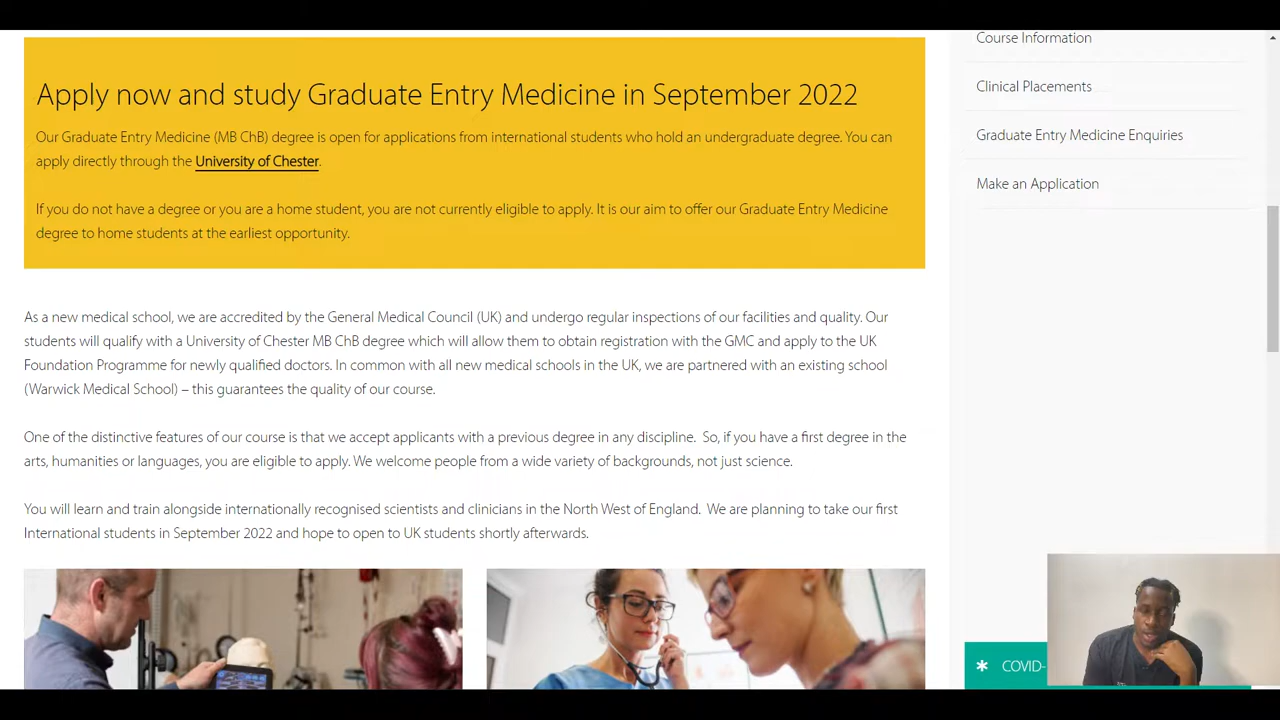 Course Information
Apply now and study Graduate Entry Medicine in September 2022
Clinical Placements
Our Graduate Entry Medicine (MB ChB) degree is open for applications from international students who hold an undergraduate degree. You can
apply directly through the University of Chester.
Graduate Entry Medicine Enquiries
Make an Application
If you do not have a degree or you are a home student, you are not currently eligible to apply. It is our aim to offer our Graduate Entry Medicine
degree to home students at the earliest opportunity.
As a new medical school, we are accredited by the General Medical Council (UK) and undergo regular inspections of our facilities and quality. Our
students will qualify with a University of Chester MB ChB degree which will allow them to obtain registration with the GMC and apply to the UK
Foundation Programme for newly qualified doctors. In common with all new medical schools in the UK, we are partnered with an existing school
(Warwick Medical School) – this guarantees the quality of our course.
One of the distinctive features of our course is that we accept applicants with a previous degree in any discipline. So, if you have a first degree in the
arts, humanities or languages, you are eligible to apply. We welcome people from a wide variety of backgrounds, not just science.
You will learn and train alongside internationally recognised scientists and clinicians in the North West of England. We are planning to take our first
International students in September 2022 and hope to open to UK students shortly afterwards.
COVID-